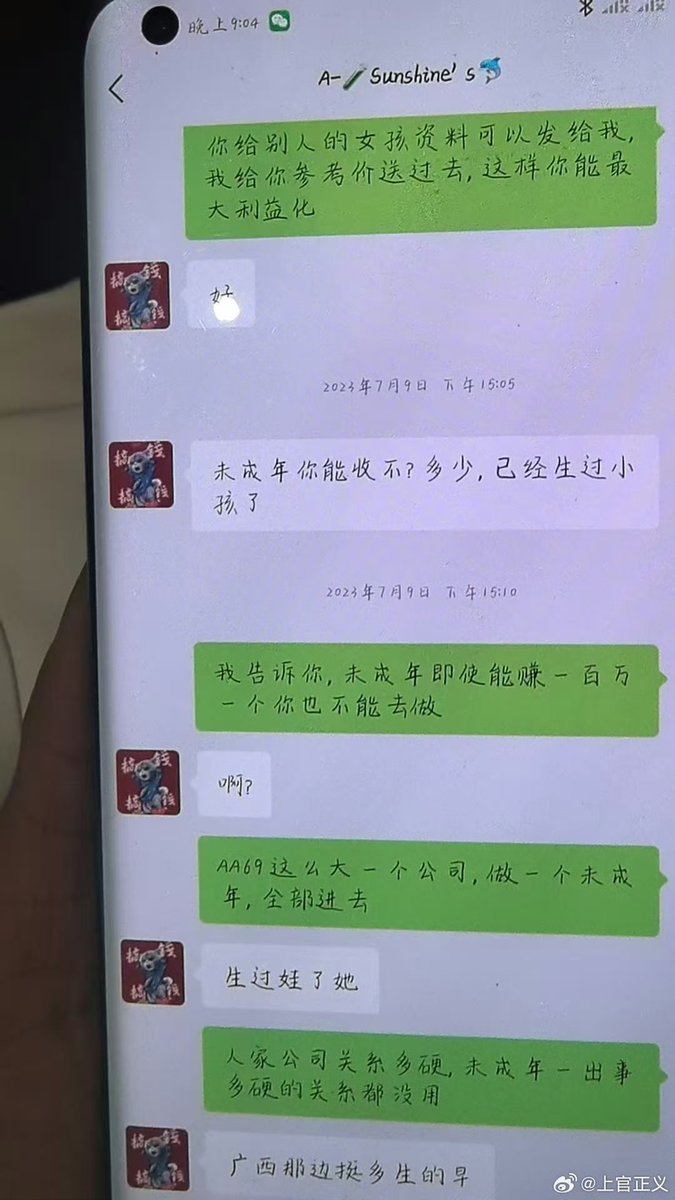 晚上9:04
A-Sunshine's
你给别人的女孩资料可以发给我,
我给你参考价送过去,这样你能最
大利益化
好
2023年7月9日 下午15:05
未成年你能收不?多少,已经生过小
孩了
2023年7月9日 下午15:10
我告诉你,未成年即使能赚一百万
一个你也不能去做
啊?
AA69这么大一个公司,做一个未成
年,全部进去
生过娃了她
人家公司关系多硬,未成年一出事
多硬的关系都没用
广西那边挺多生的早
搞钱
搞钱
搞钱
搞钱
搞钱
搞钱
搞钱
搞钱
搞钱
搞钱
搞钱
搞钱
@上官正义